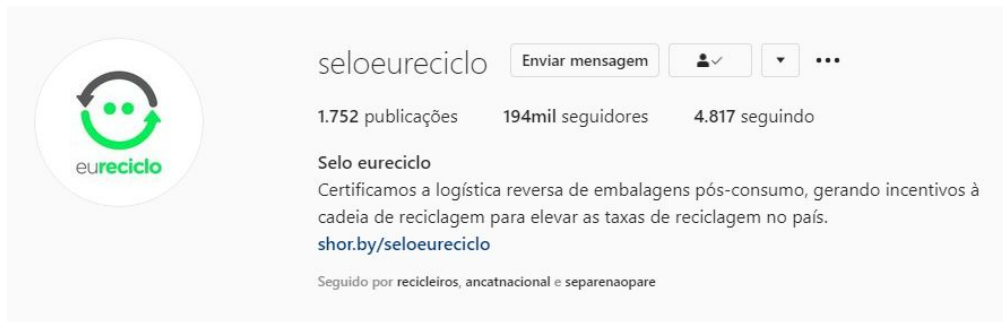 seloeureciclo Enviar mensagem
1.752 publicações 194mil seguidores 4.817 seguindo
eureciclo
Selo eureciclo
Certificamos a logística reversa de embalagens pós-consumo, gerando incentivos à
cadeia de reciclagem para elevar as taxas de reciclagem no país.
shor.by/seloeureciclo
Seguido por recicleiros, ancatnacional e separenaopare